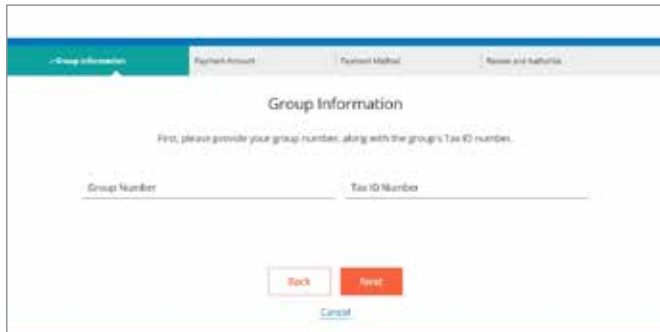 Group Information
Payment Amount
Payment Method
Review and Authorize
Group Information
First, please provide your group number, along with the group's Tax ID number.
Group Number
Tax ID Number
Back
Next
Cancel